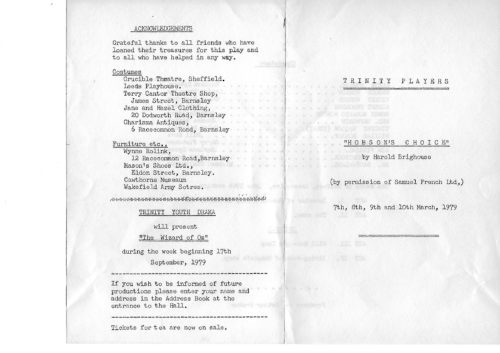 ACKNOWLEDGEMENTS
Grateful thanks to all friends who have
loaned their treasures for this play and
to all who have helped in any way.
Costumes
Crucible Theatre, Sheffield.
Leeds Playhouse.
Terry Cantor Theatre Shop,
James Street, Barnsley
Jane and Hazel Clothing,
20 Dodworth Road, Barnsley
Charisma Antiques,
6 Racecommon Road, Barnsley
Furniture etc.,
Wynne Rolink,
12 Racecommon Road, Barnsley
Mason's Shoes Ltd.,
Eldon Street, Barnsley.
Cawthorne Museum
Wakefield Army Sotres.
TRINITY YOUTH DRAMA
will present
"The Wizard of Oz"
during the week beginning 17th
September, 1979
If you wish to be informed of future
productions please enter your name and
address in the Address Book at the
entrance to the Hall.
Tickets for tea are now on sale.
TRINITY PLAYERS
"HOBSON'S CHOICE"
by Harold Brighouse
(by permission of Samuel French Ltd.,)
7th, 8th, 9th and 10th March, 1979